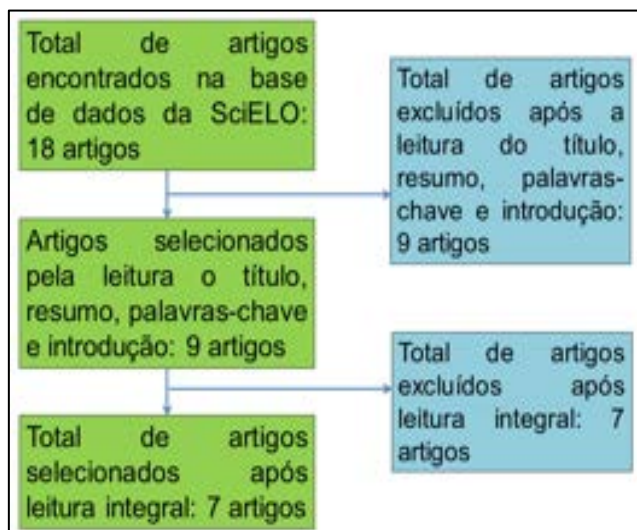 Total de artigos
encontrados na base
de dados da SciELO:
18 artigos
Total de artigos
excluídos após a
leitura do título,
resumo, palavras-
chave e introdução:
9 artigos
Artigos selecionados
pela leitura o título,
resumo, palavras-chave
e introdução: 9 artigos
Total de artigos
excluídos após
leitura integral: 7
artigos
Total de artigos
selecionados após
leitura integral: 7 artigos